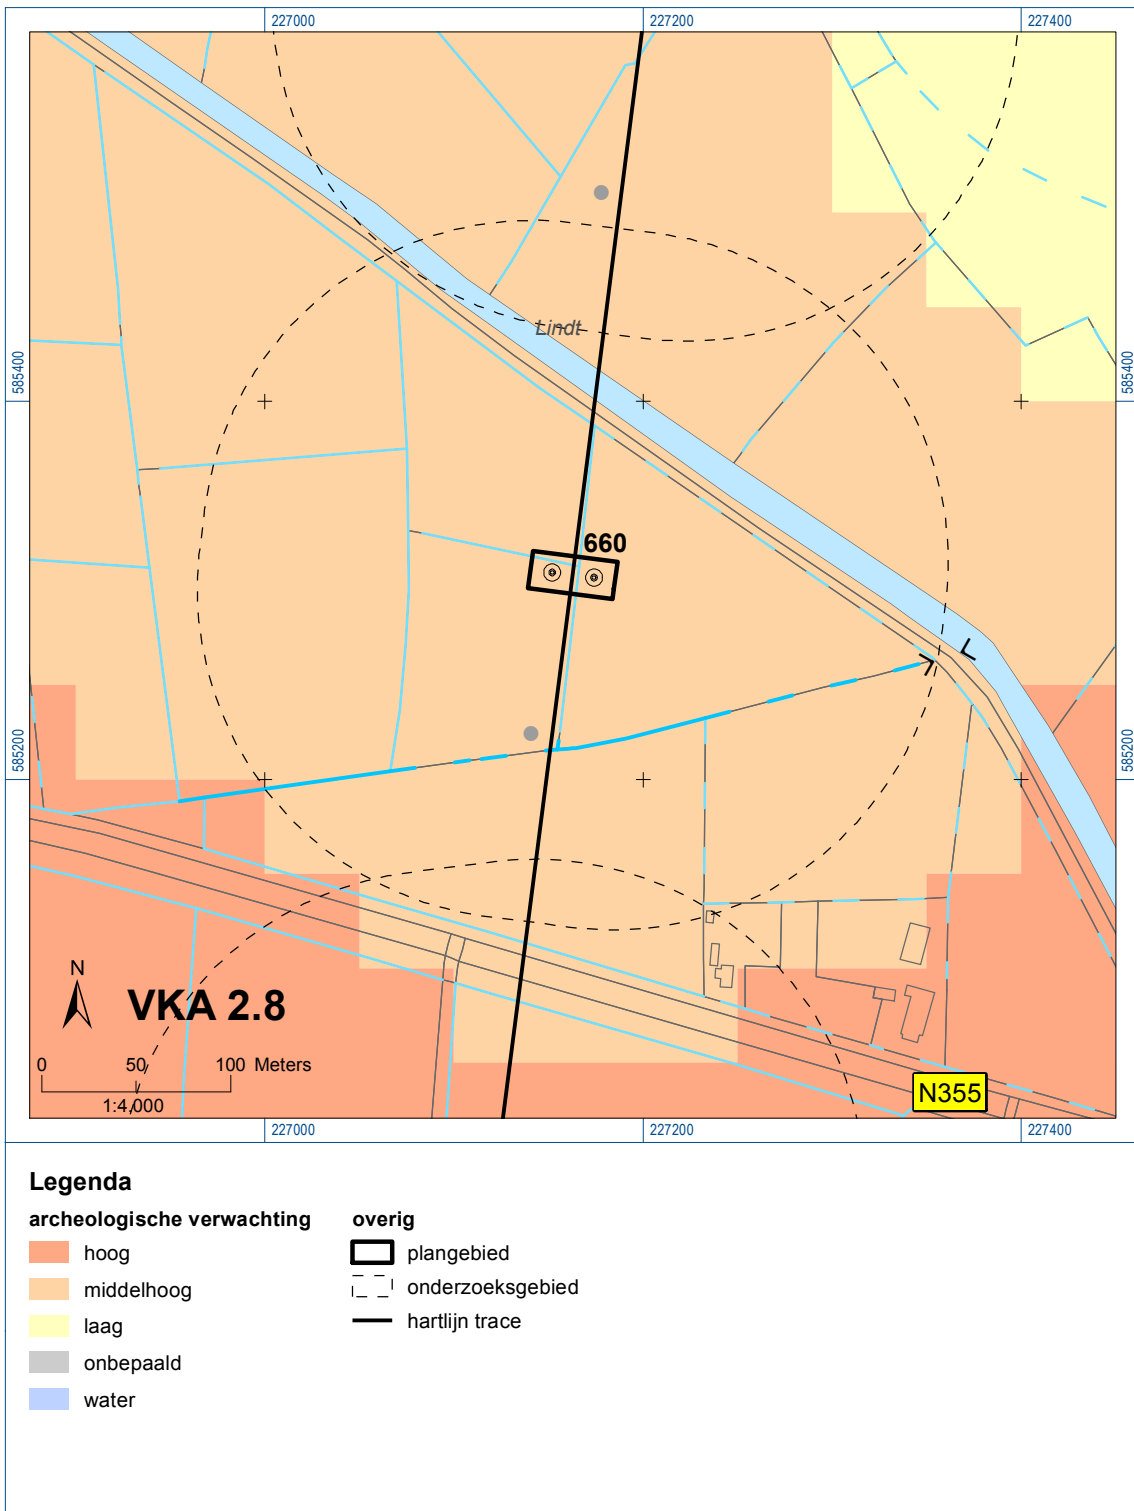 227000
227200
227400
585400
585400
Lindt
660
585200
585200
N
VKA 2.8
0
50
100 Meters
1:4,000
N355
227000
227200
227400
Legenda
archeologische verwachting
hoog
middelhoog
laag
onbepaald
water
overig
plangebied
onderzoeksgebied
hartlijn trace